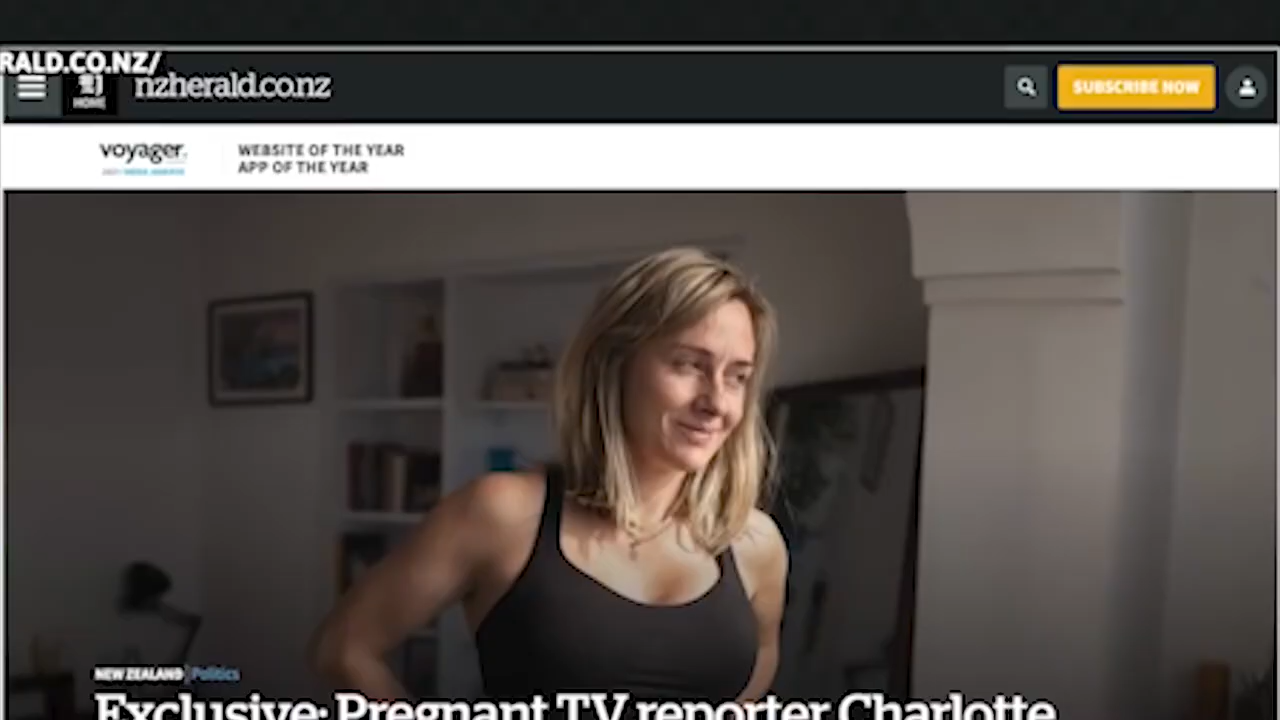 RALD.CO.NZ/
nzherald.co.nz
HOME
SUBSCRIBE NOW
voyager
WEBSITE OF THE YEAR
APP OF THE YEAR
NEW ZEALAND | Politics
Exclusive: Pregnant TV reporter Charlotte